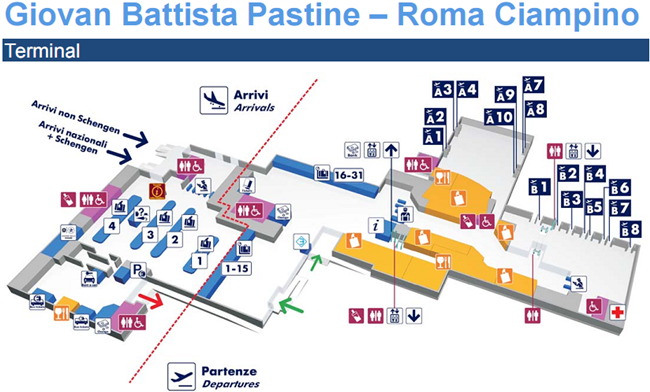 Giovan Battista Pastine – Roma Ciampino
Terminal
Arrivi
Arrivals
Arrivi non Schengen
Arrivi nazionali
+ Schengen
A3
A4
A7
A9
A8
A2
A10
A1
16-31
B1
B2
B3
B4
B5
B6
B7
B8
4
3
2
1
1-15
i
P
Partenze
Departures